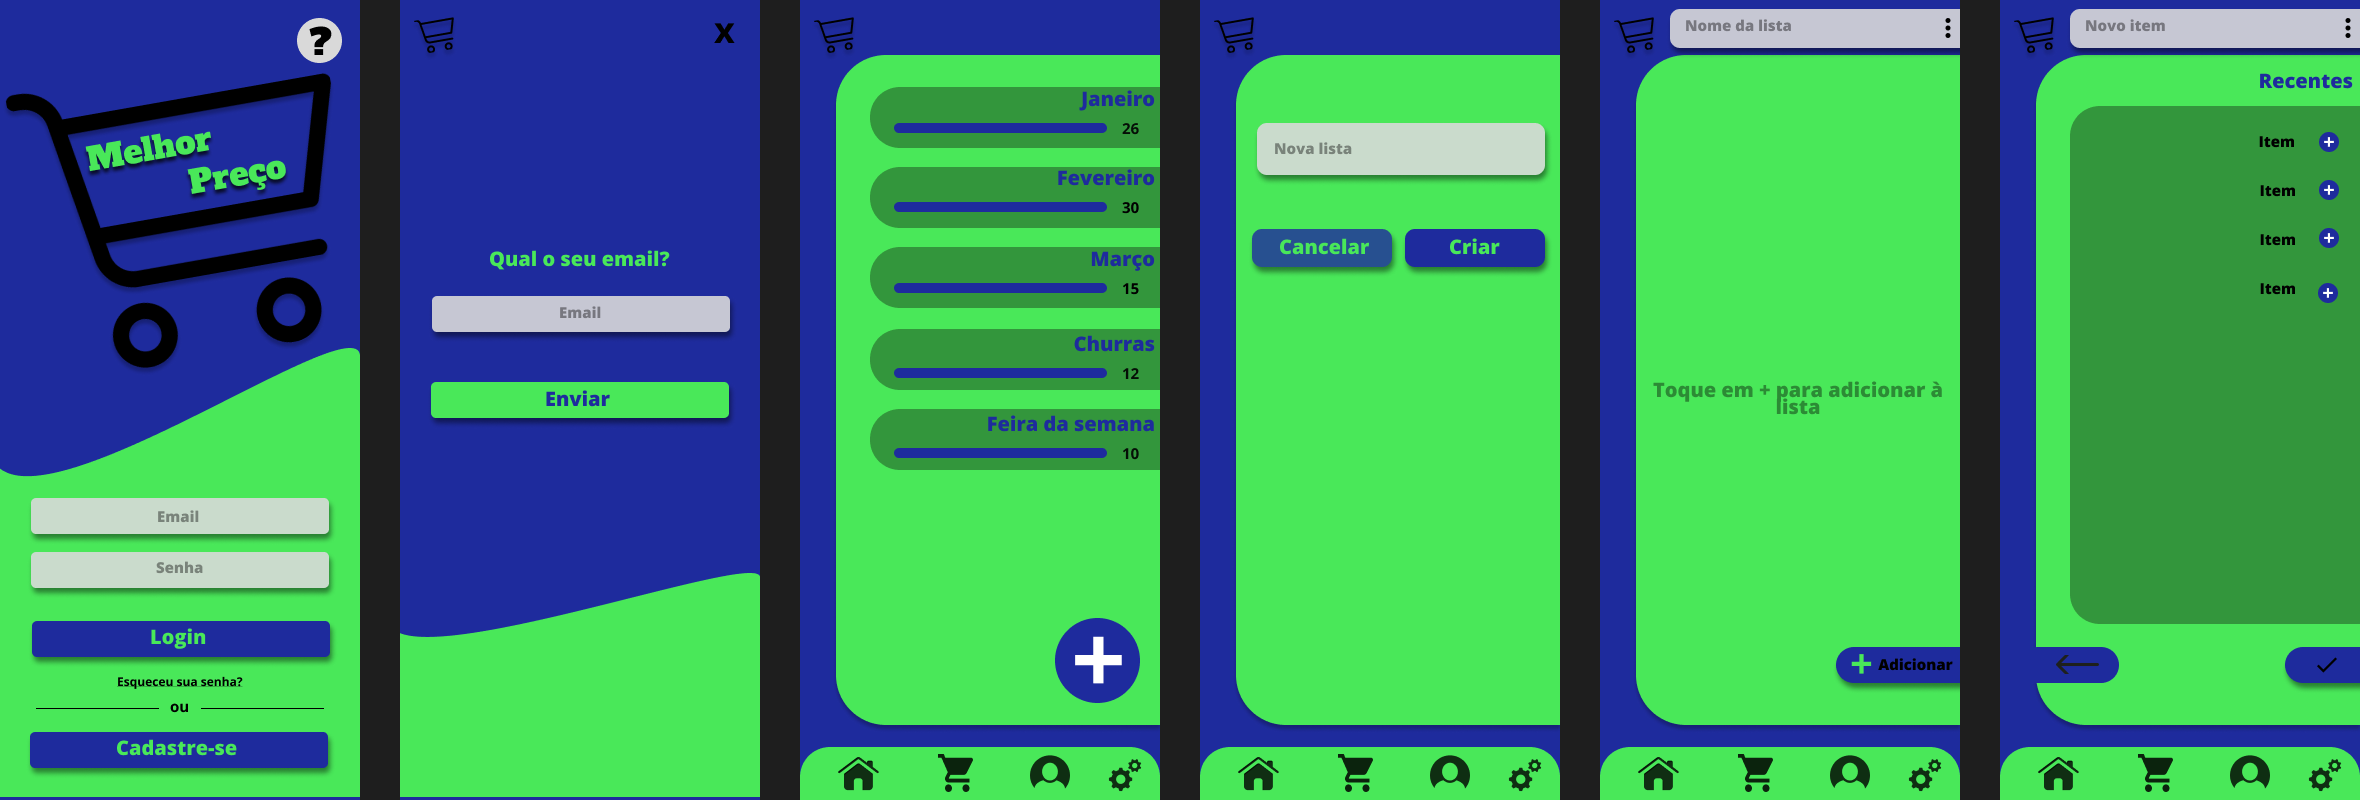 ?
Melhor
Preço
Email
Senha
Login
Esqueceu sua senha?
ou
Cadastre-se
X
Qual o seu email?
Email
Enviar
Janeiro
26
Fevereiro
30
Março
15
Churras
12
Feira da semana
10
Nova lista
Cancelar
Criar
Nome da lista
Toque em + para adicionar à
lista
Adicionar
Novo item
Recentes
Item
Item
Item
Item